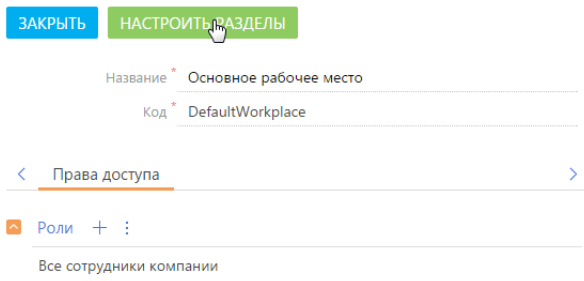 ЗАКРЫТЬ НАСТРОИТЬ РАЗДЕЛЫ
Название * Основное рабочее место
Код * DefaultWorkplace
Права доступа
Роли
Все сотрудники компании